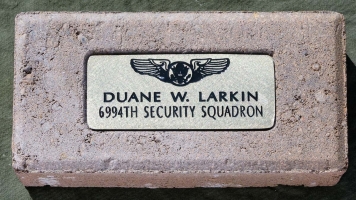 DUANE W. LARKIN
6994TH SECURITY SQUADRON